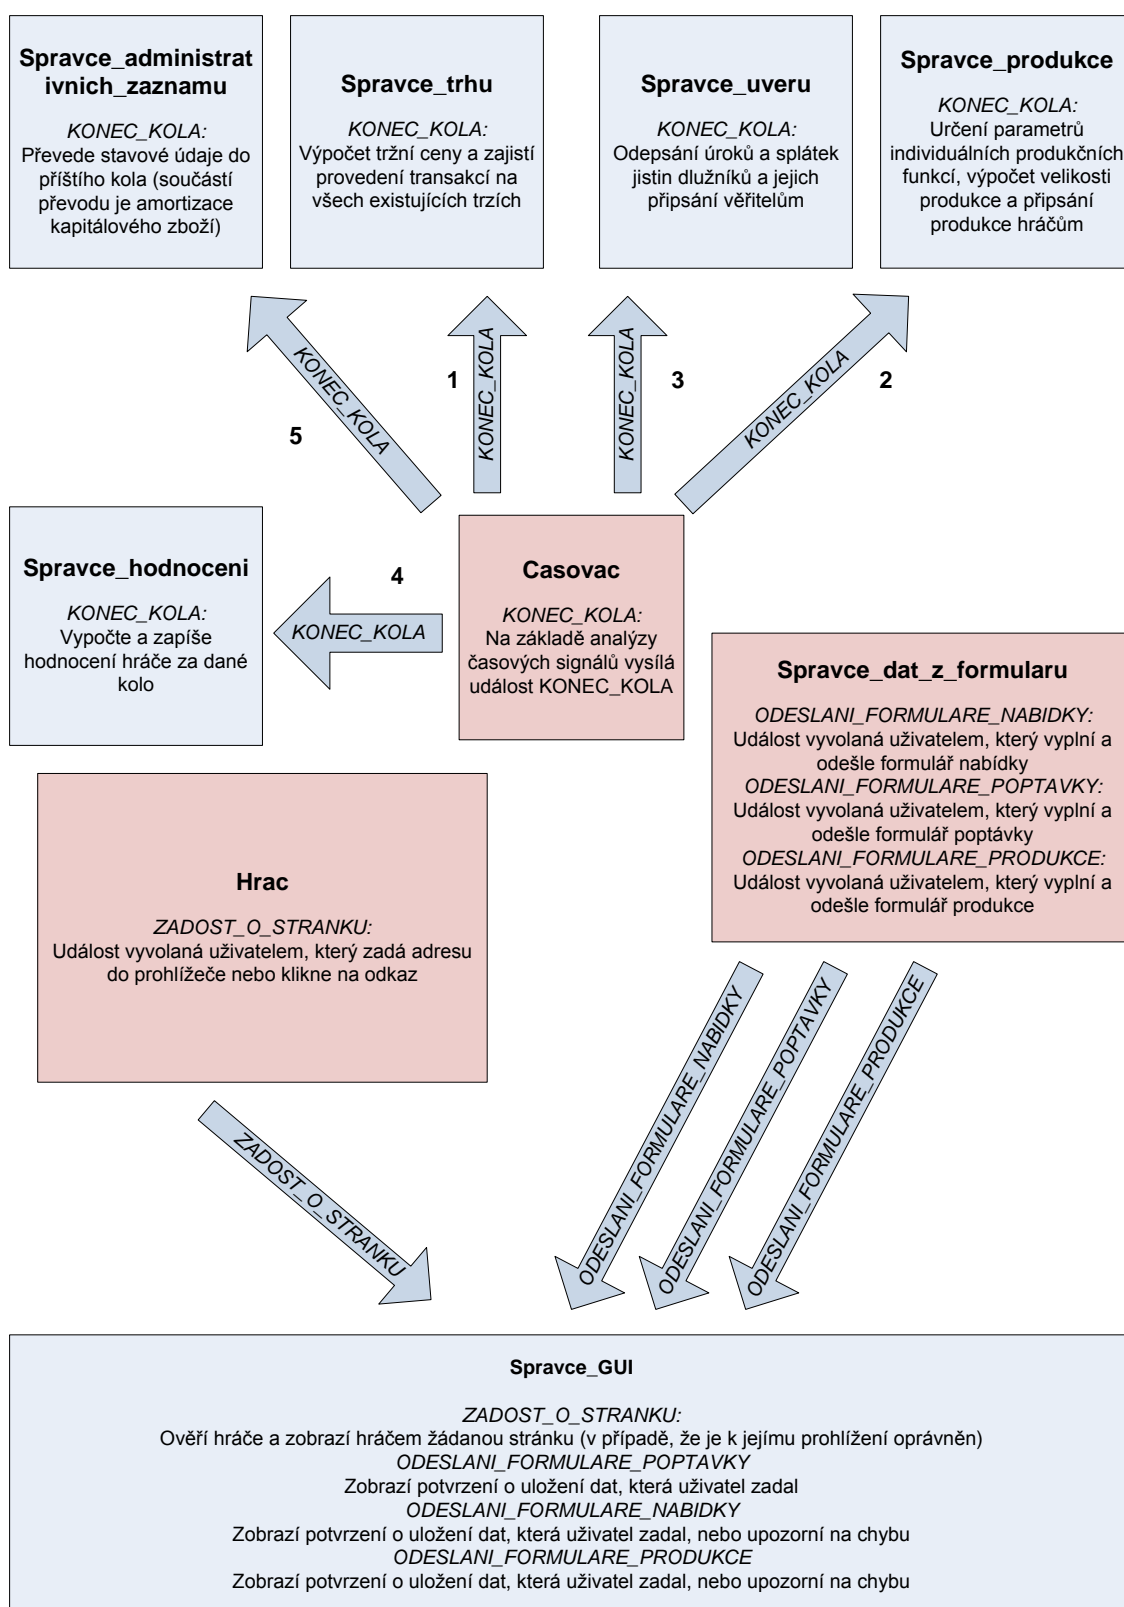 Spravce_administrat
ivnich_zaznamu
KONEC_KOLA:
Převede stavové údaje do
příštího kola (součástí
převodu je amortizace
kapitálového zboží)
Spravce_trhu
KONEC_KOLA:
Výpočet tržní ceny a zajistí
provedení transakcí na
všech existujících trzích
Spravce_uveru
KONEC_KOLA:
Odepsání úroků a splátek
jistin dlužníků a jejich
připsání věřitelům
Spravce_produkce
KONEC_KOLA:
Určení parametrů
individuálních produkčních
funkcí, výpočet velikosti
produkce a připsání
produkce hráčům
KONEC_KOLA
5
1
KONEC_KOLA
KONEC_KOLA
3
KONEC_KOLA
2
Spravce_hodnoceni
KONEC_KOLA:
Vypočte a zapíše
hodnocení hráče za dané
kolo
4
KONEC_KOLA
Casovac
KONEC_KOLA:
Na základě analýzy
časových signálů vysílá
událost KONEC_KOLA
Spravce_dat_z_formularu
ODESLANI_FORMULARE_NABIDKY:
Událost vyvolaná uživatelem, který vyplní a
odešle formulář nabídky
ODESLANI_FORMULARE_POPTAVKY:
Událost vyvolaná uživatelem, který vyplní a
odešle formulář poptávky
ODESLANI_FORMULARE_PRODUKCE:
Událost vyvolaná uživatelem, který vyplní a
odešle formulář produkce
Hrac
ZADOST_O_STRANKU:
Událost vyvolaná uživatelem, který zadá adresu
do prohlížeče nebo klikne na odkaz
ZADOST_O_STRANKU
ODESLANI_FORMULARE_NABIDKY
ODESLANI_FORMULARE_POPTAVKY
ODESLANI_FORMULARE_PRODUKCE
Spravce_GUI
ZADOST_O_STRANKU:
Ověří hráče a zobrazí hráčem žádanou stránku (v případě, že je k jejímu prohlížení oprávněn)
ODESLANI_FORMULARE_POPTAVKY
Zobrazí potvrzení o uložení dat, která uživatel zadal
ODESLANI_FORMULARE_NABIDKY
Zobrazí potvrzení o uložení dat, která uživatel zadal, nebo upozorní na chybu
ODESLANI_FORMULARE_PRODUKCE
Zobrazí potvrzení o uložení dat, která uživatel zadal, nebo upozorní na chybu